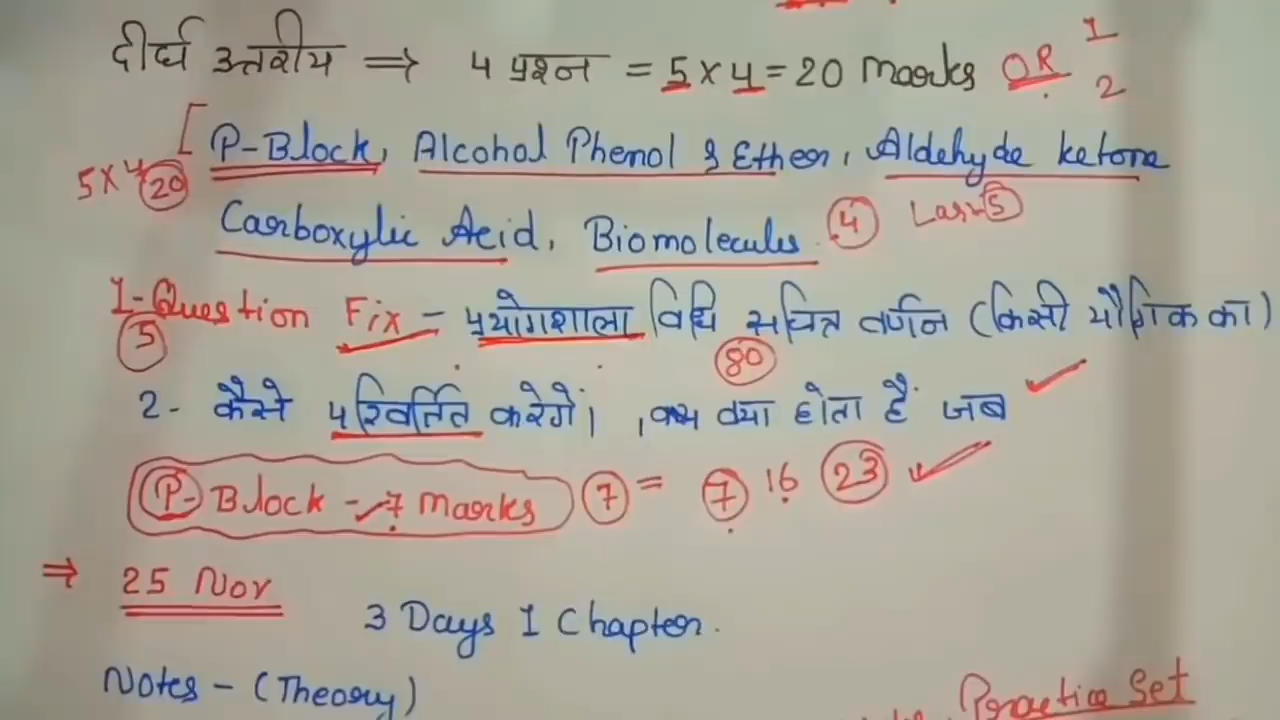 दीर्घ उत्तरीय ⇒ 4 प्रश्न = 5 × 4 = 20 Marks OR 1
2
[P-Block, Alcohol Phenol & Ether, Aldehyde ketone
5 × 4 20
Carboxylic Acid, Biomolecules. 4 Last 5
1-Question Fix - प्रयोगशाला विधि सचित्र वर्णन (किसी यौगिक का)
5
80
2- कैसे परिवर्तित करेगें। , क्या होता है जब
P-Block - 7 Marks 7 = 7 16 23
⇒ 25 Nov
3 Days 1 Chapter.
Notes - (Theory)
Practice Set